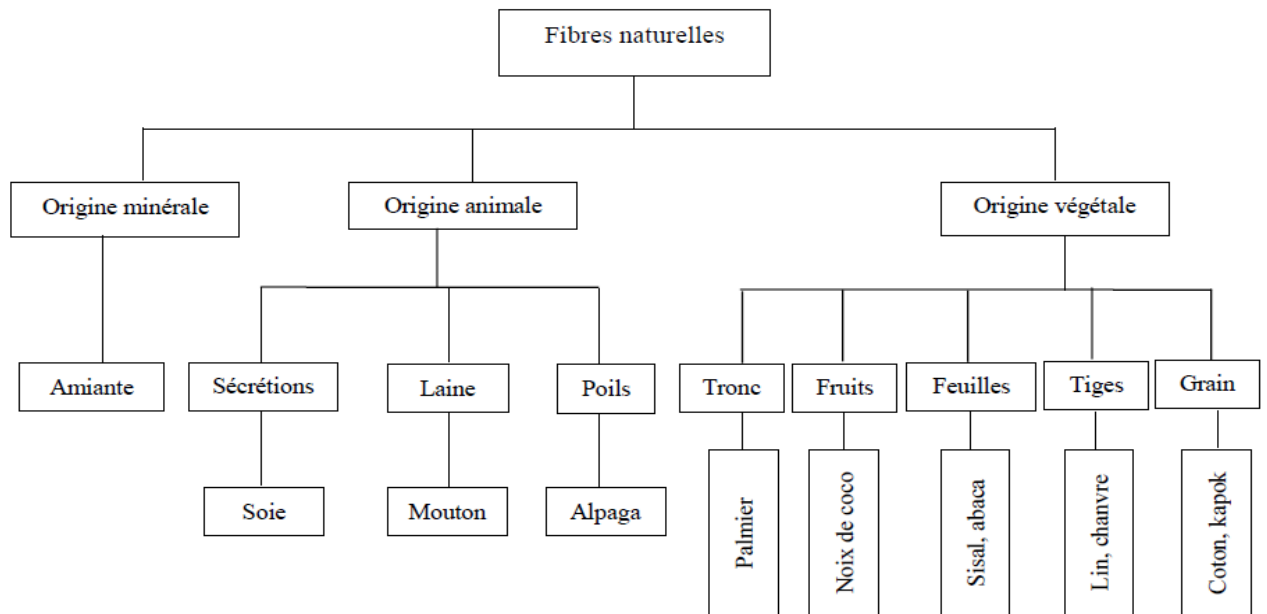 Fibres naturelles
Origine minérale
Origine animale
Origine végétale
Amiante
Sécrétions
Laine
Poils
Tronc
Fruits
Feuilles
Tiges
Grain
Soie
Mouton
Alpaga
Palmier
Noix de coco
Sisal, abaca
Lin, chanvre
Coton, kapok